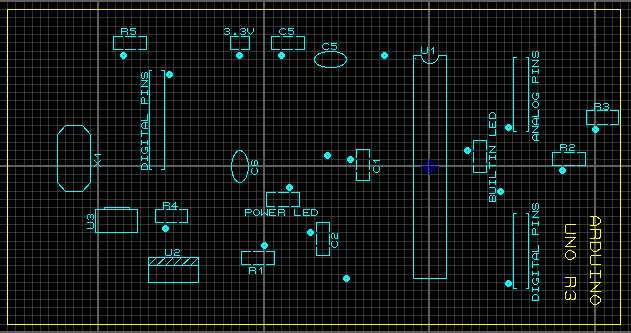 R5
3.3V
C5
C5
U1
DIGITAL PINS
ANALOG PINS
R3
X1
C6
C1
BUILTIN LED
R2
U3
R4
POWER LED
C2
U2
R1
DIGITAL PINS
ARDUINO
UNO R3